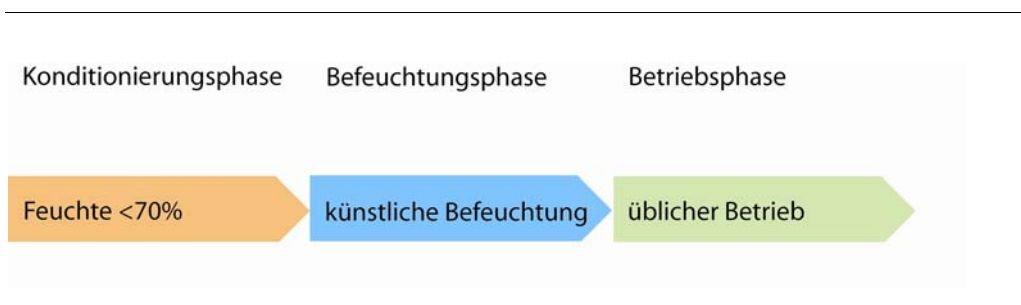 Konditionierungsphase Befeuchtungsphase Betriebsphase
Feuchte <70% künstliche Befeuchtung üblicher Betrieb